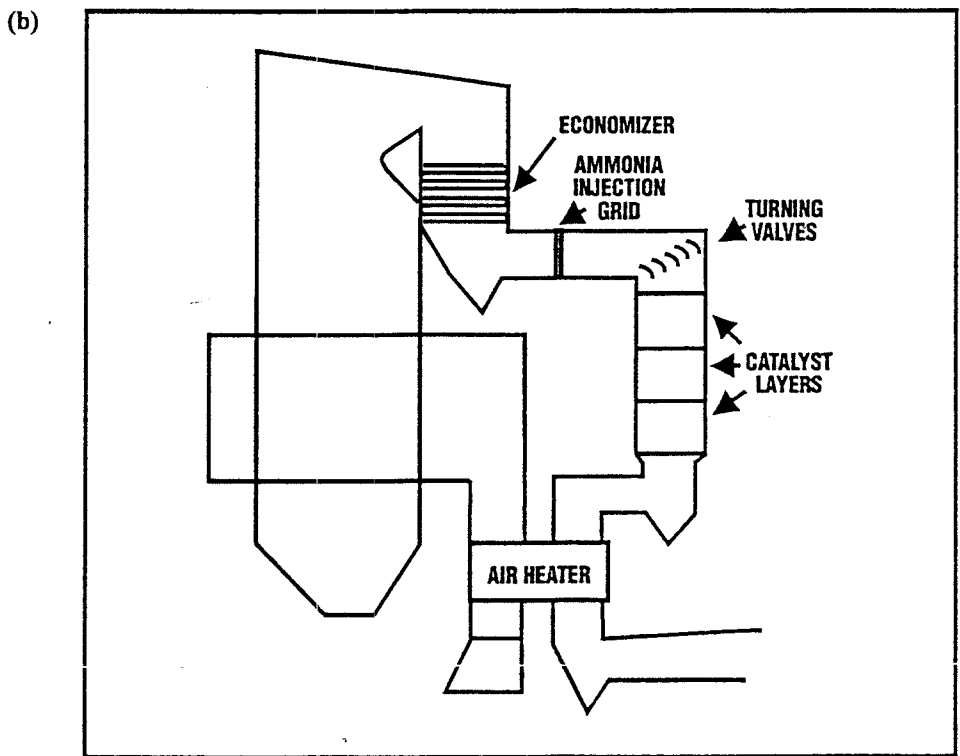 (b)
ECONOMIZER
AMMONIA
INJECTION
GRID
TURNING
VALVES
CATALYST
LAYERS
AIR HEATER